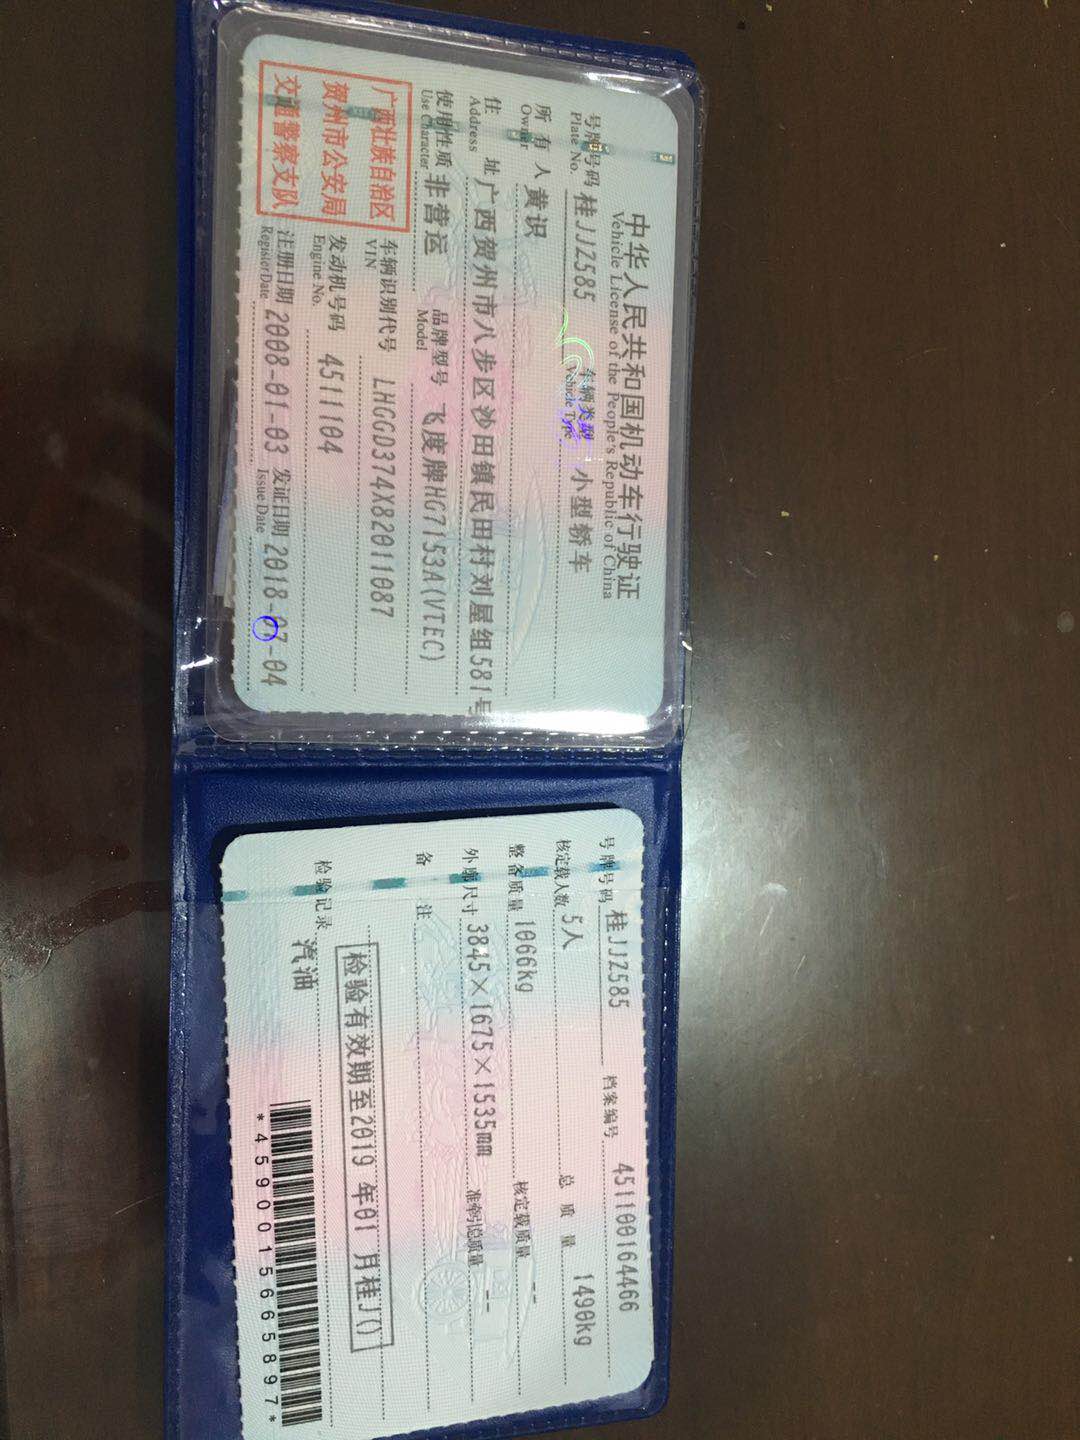 中华人民共和国机动车行驶证
Vehicle License of the People's Republic of China
号牌号码 桂JJZ585 车辆类型 小型轿车
Plate No. Vehicle Type
所有人 黄识
Owner
住址 广西贺州市八步区沙田镇民田村刘屋组581号
Address
使用性质 非营运 品牌型号 飞度牌HG7153A(VTEC)
Use Character Model
广西壮族自治区
贺州市公安局
交通警察支队
车辆识别代号 LHGGD374X82011087
VIN
发动机号码 4511104
Engine No.
注册日期 2008-01-03 发证日期 2018-07-04
Register Date Issue Date
号牌号码 桂JJZ585 档案编号 451100164466
核定载人数 5人 总质量 1490kg
整备质量 1066kg 核定载质量 --
外廓尺寸 3845×1675×1535mm 准牵引总质量 --
备注
检验有效期至2019年01月桂J()
检验记录
汽油
*4590015665897*